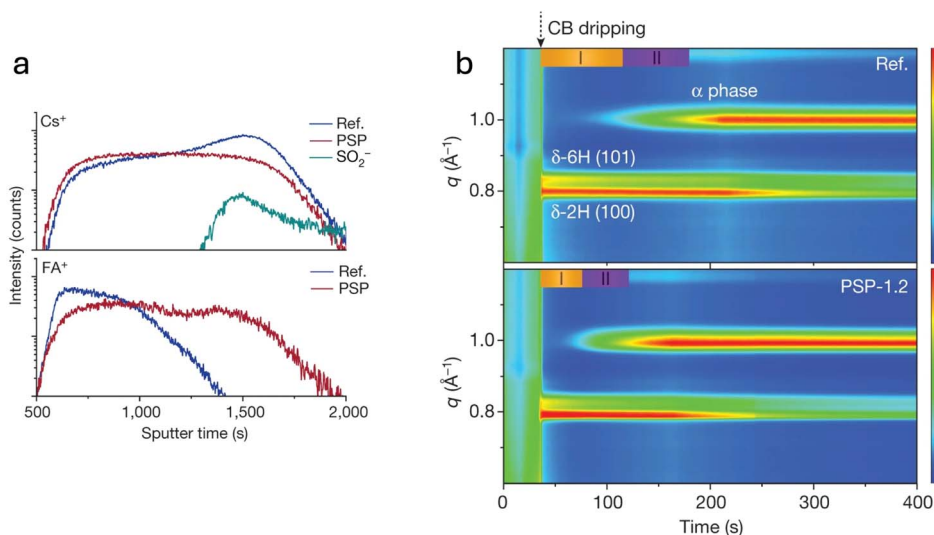 a
Cs⁺
Ref.
PSP
SO₂⁻
FA⁺
Ref.
PSP
Intensity (counts)
500 1,000 1,500 2,000
Sputter time (s)
b
CB dripping
I II
Ref.
α phase
δ-6H (101)
δ-2H (100)
1.0
0.8
q (Å⁻¹)
I II
PSP-1.2
1.0
0.8
q (Å⁻¹)
0 100 200 300 400
Time (s)